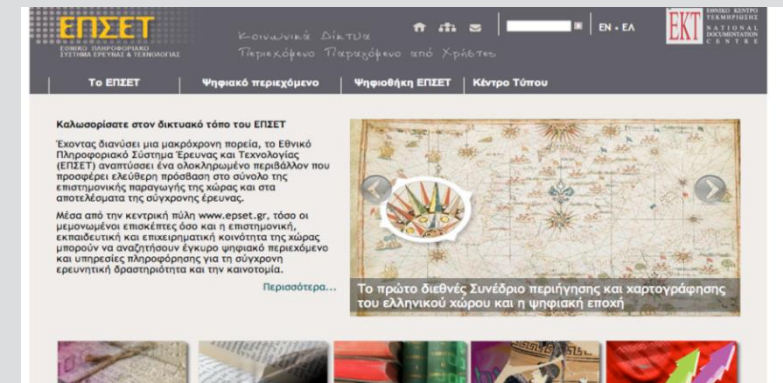 ΕΠΣΕΤ
ΕΘΝΙΚΟ ΠΛΗΡΟΦΟΡΙΑΚΟ
ΣΥΣΤΗΜΑ ΕΡΕΥΝΑΣ & ΤΕΧΝΟΛΟΓΙΑΣ
Κοινωνικά Δίκτυα
Περιεχόμενο Παραγόμενο από Χρήστες
EN - ΕΛ
EKT
ΕΘΝΙΚΟ ΚΕΝΤΡΟ
ΤΕΚΜΗΡΙΩΣΗΣ
NATIONAL
DOCUMENTATION
CENTRE
Το ΕΠΣΕΤ
Ψηφιακό περιεχόμενο
Ψηφιοθήκη ΕΠΣΕΤ
Κέντρο Τύπου
Καλωσορίσατε στον δικτυακό τόπο του ΕΠΣΕΤ
Έχοντας διανύσει μια μακρόχρονη πορεία, το Εθνικό
Πληροφοριακό Σύστημα Έρευνας και Τεχνολογίας
(ΕΠΣΕΤ) αναπτύσσει ένα ολοκληρωμένο περιβάλλον που
προσφέρει ελεύθερη πρόσβαση στο σύνολο της
επιστημονικής παραγωγής της χώρας και στα
αποτελέσματα της σύγχρονης έρευνας.
Μέσα από την κεντρική πύλη www.epset.gr, τόσο οι
μεμονωμένοι επισκέπτες όσο και η επιστημονική,
εκπαιδευτική και επιχειρηματική κοινότητα της χώρας
μπορούν να αναζητήσουν έγκυρο ψηφιακό περιεχόμενο
και υπηρεσίες πληροφόρησης για τη σύγχρονη
ερευνητική δραστηριότητα και την καινοτομία.
Περισσότερα...
Το πρώτο διεθνές Συνέδριο περιήγησης και χαρτογράφησης
του ελληνικού χώρου και η ψηφιακή εποχή